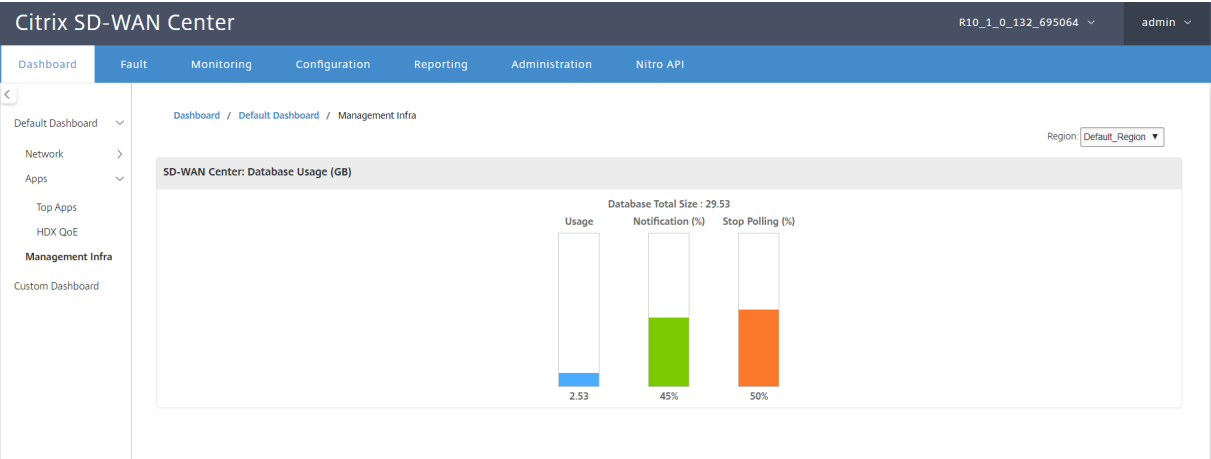 Citrix SD-WAN Center
R10_1_0_132_695064
admin
Dashboard
Fault
Monitoring
Configuration
Reporting
Administration
Nitro API
Default Dashboard
Network
Apps
Top Apps
HDX QoE
Management Infra
Custom Dashboard
Dashboard / Default Dashboard / Management Infra
Region: Default_Region
SD-WAN Center: Database Usage (GB)
Database Total Size : 29.53
Usage Notification (%) Stop Polling (%)
2.53 45% 50%